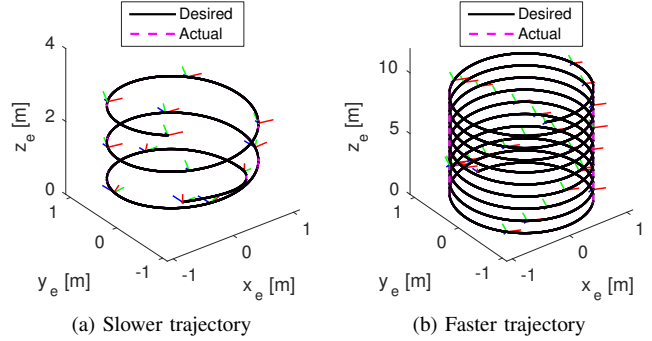 Desired
Actual
4
2
0
z_e [m]
1
0
-1
y_e [m]
-1
0
1
x_e [m]
(a) Slower trajectory
Desired
Actual
10
5
0
z_e [m]
1
0
-1
y_e [m]
-1
0
1
x_e [m]
(b) Faster trajectory